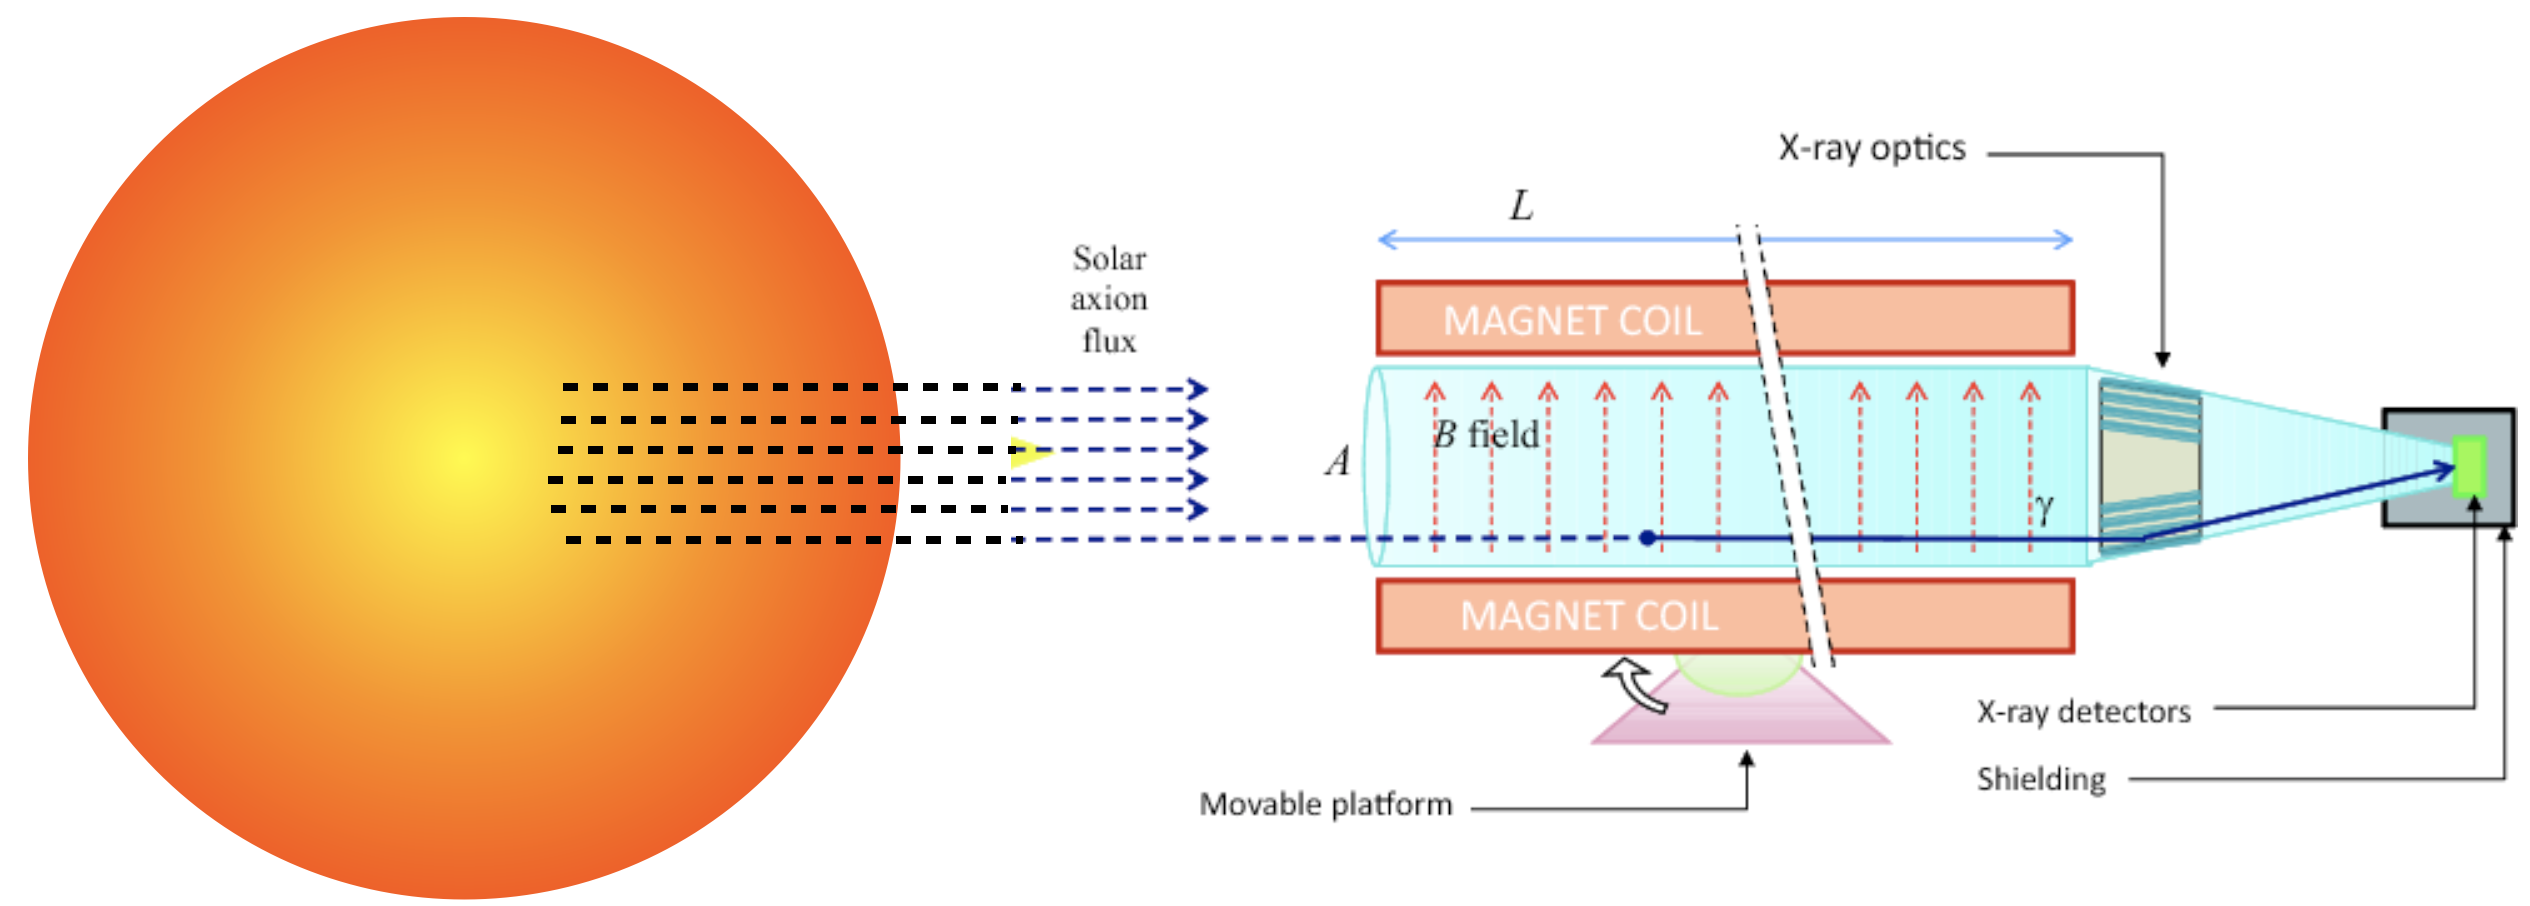 X-ray optics
L
Solar
axion
flux
MAGNET COIL
B field
A
γ
MAGNET COIL
X-ray detectors
Shielding
Movable platform